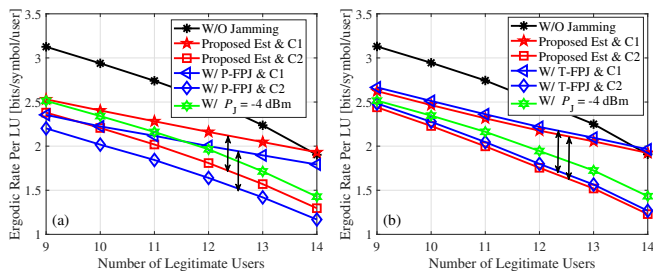 Ergodic Rate Per LU [bits/symbol/user]
3.5
3
2.5
2
1.5
1
W/O Jamming
Proposed Est & C1
Proposed Est & C2
W/ P-FPJ & C1
W/ P-FPJ & C2
W/ PJ = -4 dBm
(a)
9 10 11 12 13 14
Number of Legitimate Users
Ergodic Rate Per LU [bits/symbol/user]
3.5
3
2.5
2
1.5
1
W/O Jamming
Proposed Est & C1
Proposed Est & C2
W/ T-FPJ & C1
W/ T-FPJ & C2
W/ PJ = -4 dBm
(b)
9 10 11 12 13 14
Number of Legitimate Users